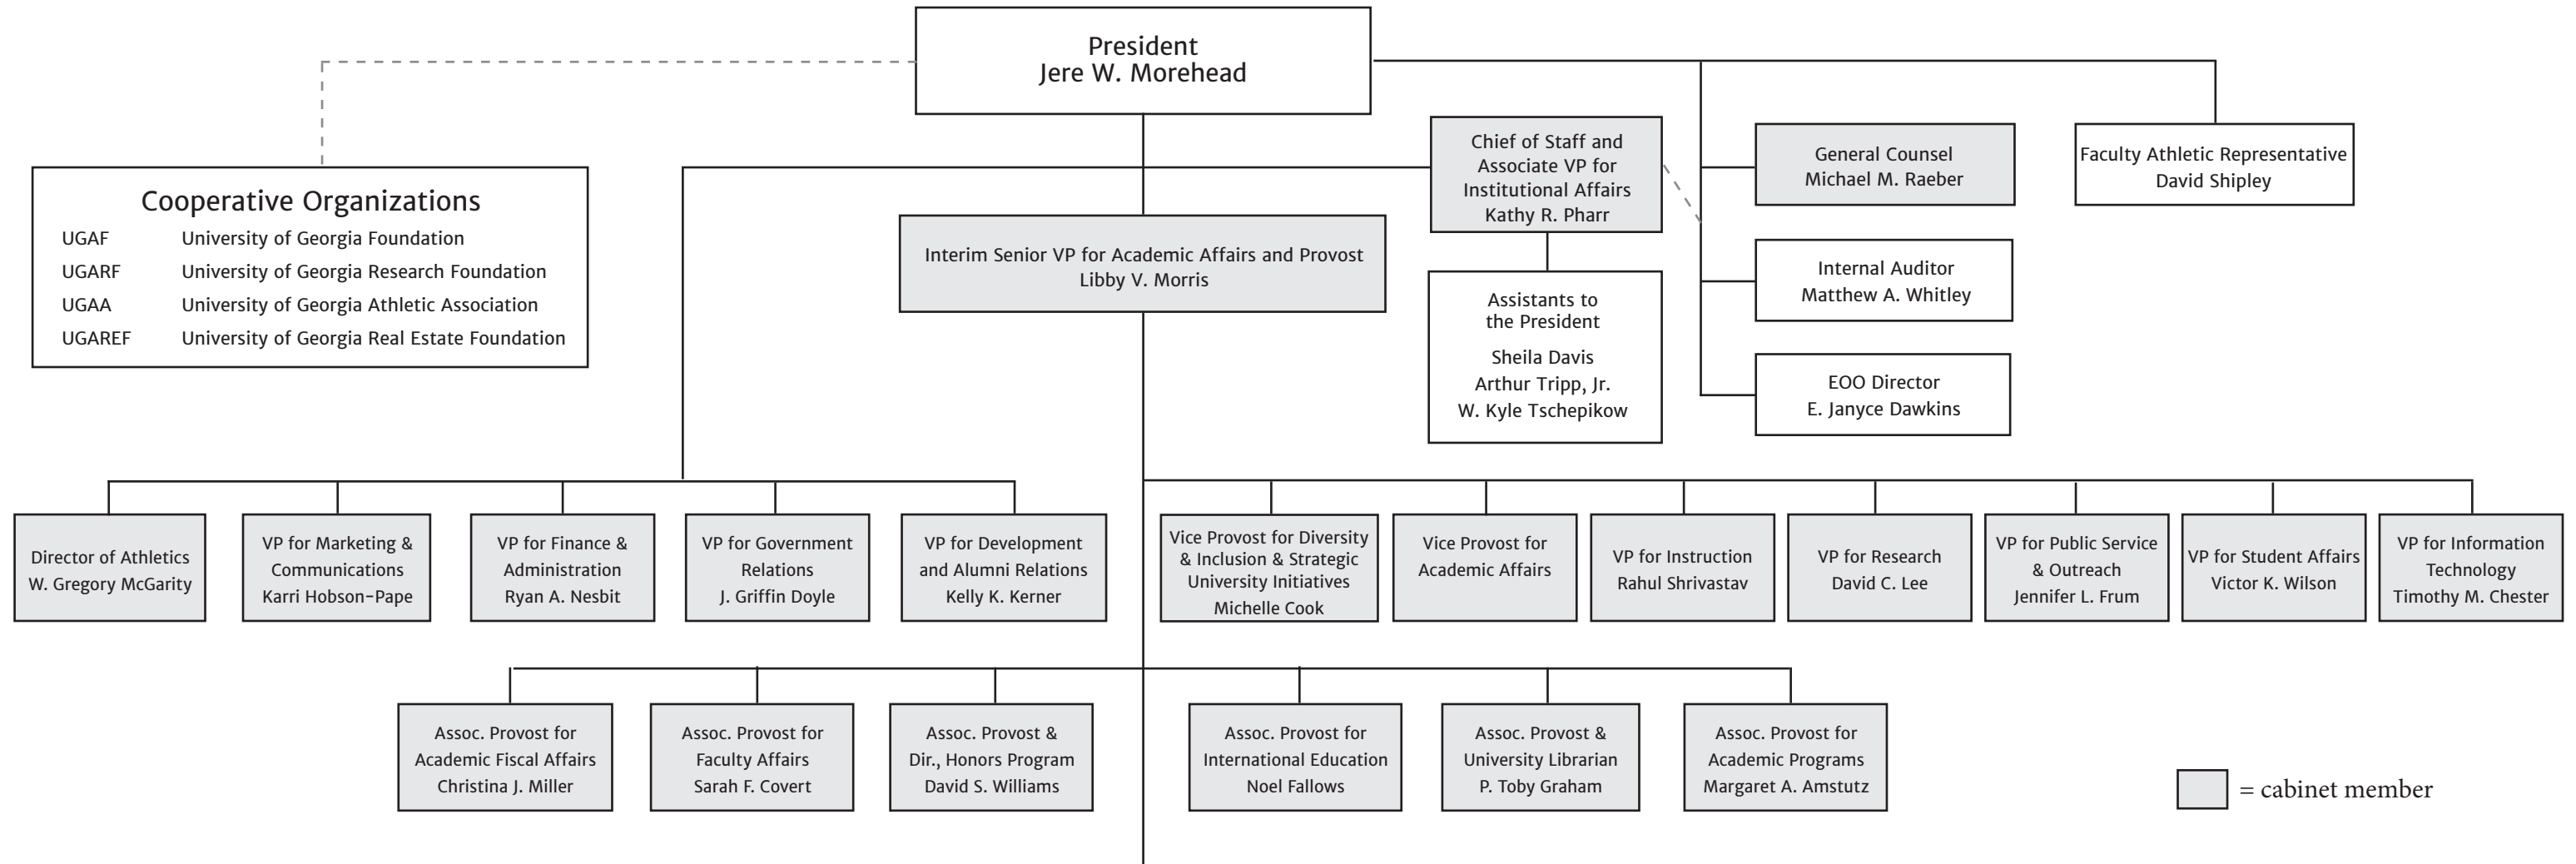 President
Jere W. Morehead
Chief of Staff and
Associate VP for
Institutional Affairs
Kathy R. Pharr
General Counsel
Michael M. Raeber
Faculty Athletic Representative
David Shipley
Cooperative Organizations
UGAF University of Georgia Foundation
UGARF University of Georgia Research Foundation
UGAA University of Georgia Athletic Association
UGAREF University of Georgia Real Estate Foundation
Interim Senior VP for Academic Affairs and Provost
Libby V. Morris
Assistants to
the President
Sheila Davis
Arthur Tripp, Jr.
W. Kyle Tschepikow
Internal Auditor
Matthew A. Whitley
EOO Director
E. Janyce Dawkins
Director of Athletics
W. Gregory McGarity
VP for Marketing &
Communications
Karri Hobson-Pape
VP for Finance &
Administration
Ryan A. Nesbit
VP for Government
Relations
J. Griffin Doyle
VP for Development
and Alumni Relations
Kelly K. Kerner
Vice Provost for Diversity
& Inclusion & Strategic
University Initiatives
Michelle Cook
Vice Provost for
Academic Affairs
VP for Instruction
Rahul Shrivastav
VP for Research
David C. Lee
VP for Public Service
& Outreach
Jennifer L. Frum
VP for Student Affairs
Victor K. Wilson
VP for Information
Technology
Timothy M. Chester
Assoc. Provost for
Academic Fiscal Affairs
Christina J. Miller
Assoc. Provost for
Faculty Affairs
Sarah F. Covert
Assoc. Provost &
Dir., Honors Program
David S. Williams
Assoc. Provost for
International Education
Noel Fallows
Assoc. Provost &
University Librarian
P. Toby Graham
Assoc. Provost for
Academic Programs
Margaret A. Amstutz
= cabinet member